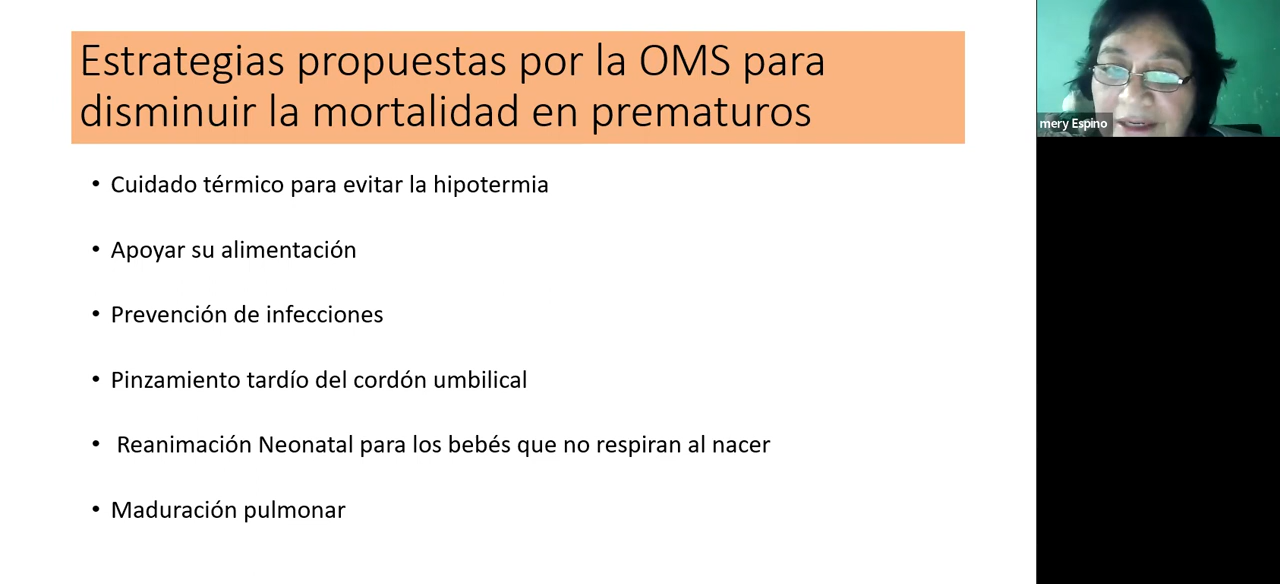 Estrategias propuestas por la OMS para
disminuir la mortalidad en prematuros
• Cuidado térmico para evitar la hipotermia
• Apoyar su alimentación
• Prevención de infecciones
• Pinzamiento tardío del cordón umbilical
• Reanimación Neonatal para los bebés que no respiran al nacer
• Maduración pulmonar
mery Espino